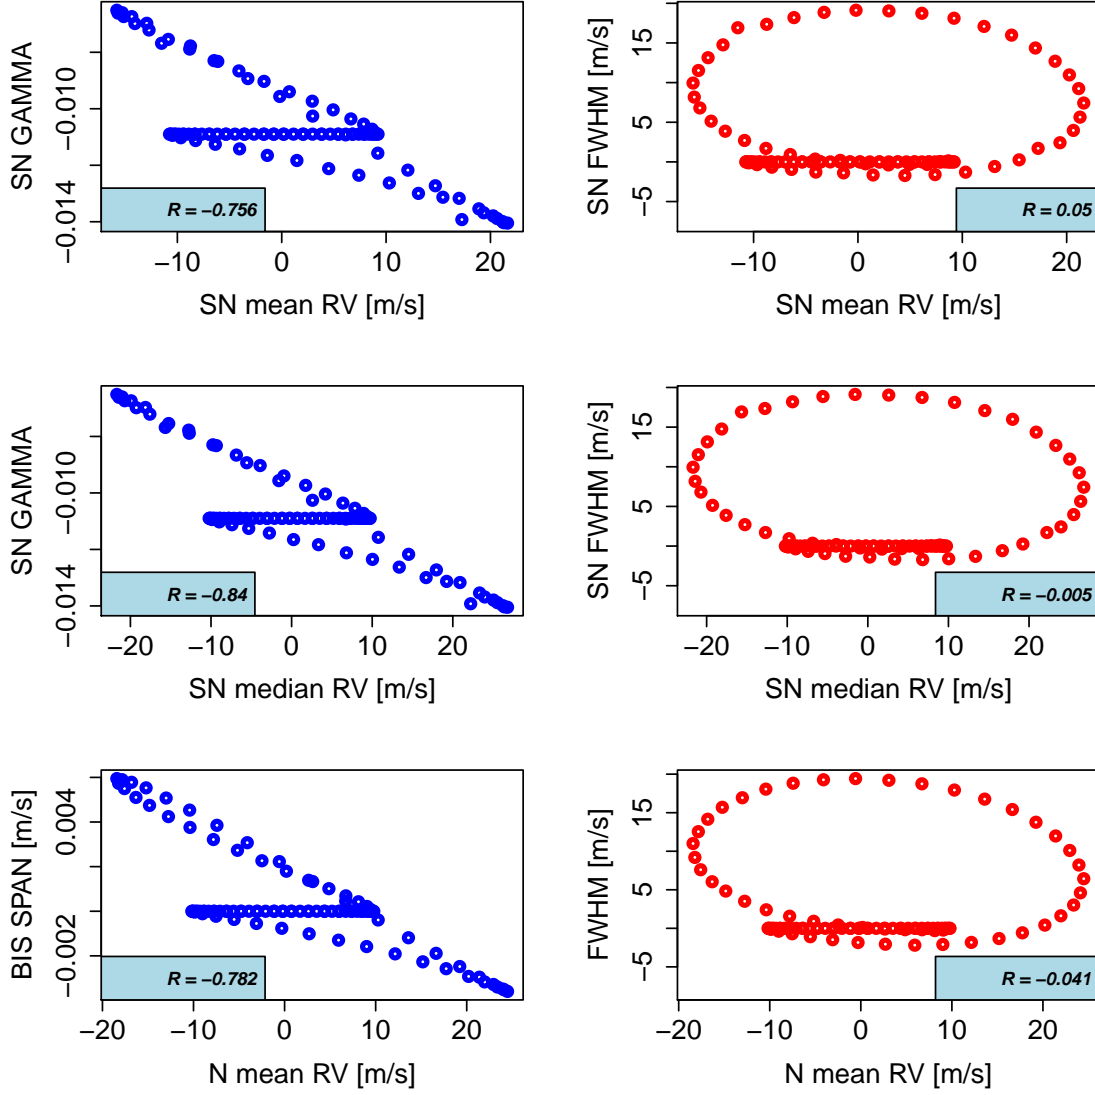 SN GAMMA
−0.014
−0.010
R = −0.756
−10
0
10
20
SN mean RV [m/s]
SN FWHM [m/s]
−5
5
15
R = 0.05
−10
0
10
20
SN mean RV [m/s]
SN GAMMA
−0.014
−0.010
R = −0.84
−20
−10
0
10
20
SN median RV [m/s]
SN FWHM [m/s]
−5
5
15
R = −0.005
−20
−10
0
10
20
SN median RV [m/s]
BIS SPAN [m/s]
−0.002
0.004
R = −0.782
−20
−10
0
10
20
N mean RV [m/s]
FWHM [m/s]
−5
5
15
R = −0.041
−20
−10
0
10
20
N mean RV [m/s]